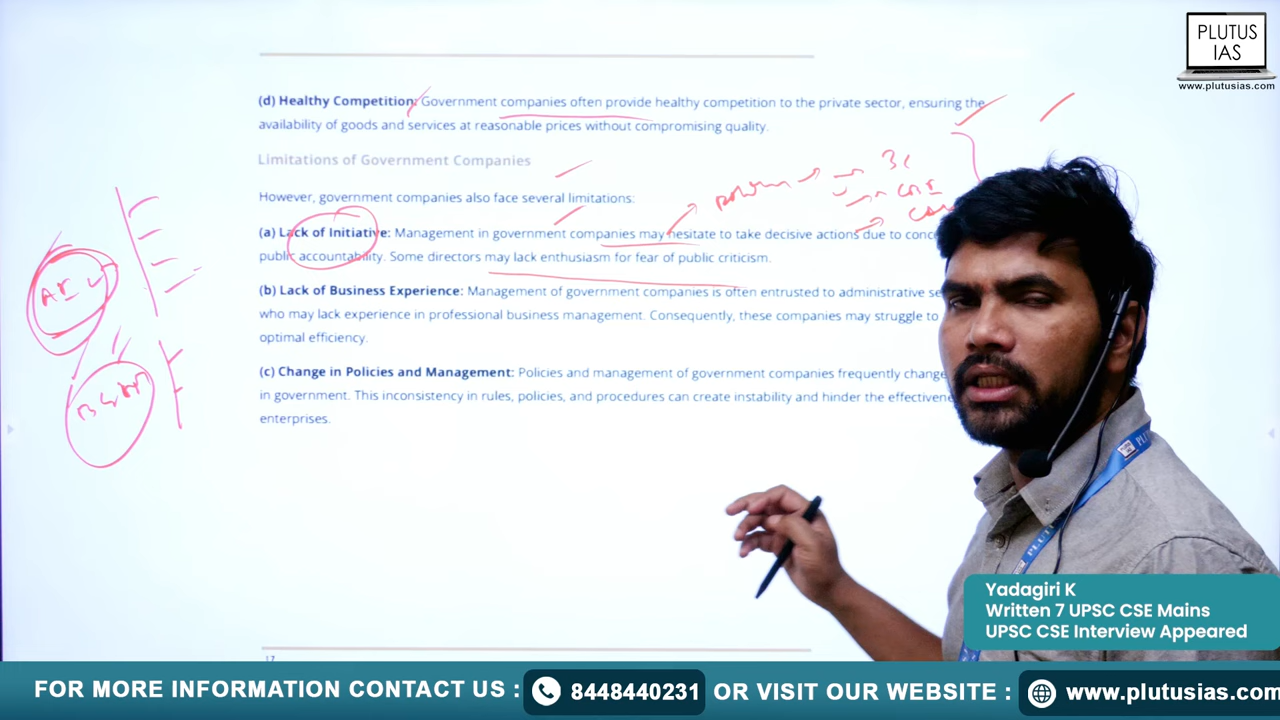 PLUTUS
IAS
www.plutusias.com
(d) Healthy Competition: Government companies often provide healthy competition to the private sector, ensuring the
availability of goods and services at reasonable prices without compromising quality.
Limitations of Government Companies
However, government companies also face several limitations:
(a) Lack of Initiative: Management in government companies may hesitate to take decisive actions due to
public accountability. Some directors may lack enthusiasm for fear of public criticism.
(b) Lack of Business Experience: Management of government companies is often entrusted to administrative
who may lack experience in professional business management. Consequently, these companies may struggle to
optimal efficiency.
(c) Change in Policies and Management: Policies and management of government companies frequently change
in government. This inconsistency in rules, policies, and procedures can create instability and hinder the
enterprises.
17
Yadagiri K
Written 7 UPSC CSE Mains
UPSC CSE Interview Appeared
FOR MORE INFORMATION CONTACT US : 8448440231 OR VISIT OUR WEBSITE : www.plutusias.com